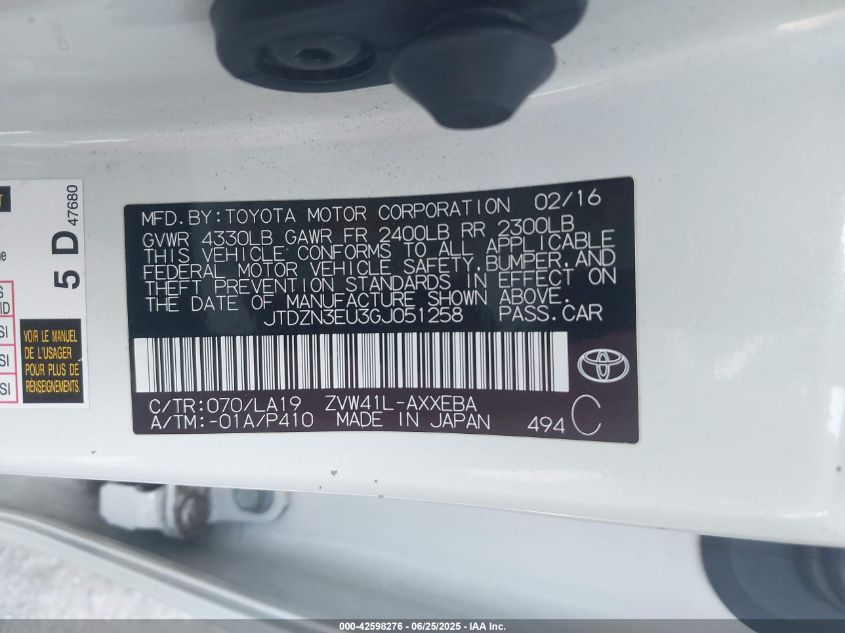 MFD.BY:TOYOTA MOTOR CORPORATION 02/16
GVWR 4330LB GAWR FR 2400LB RR 2300LB
THIS VEHICLE CONFORMS TO ALL APPLICABLE
FEDERAL MOTOR VEHICLE SAFETY,BUMPER,AND
THEFT PREVENTION STANDARDS IN EFFECT ON
THE DATE OF MANUFACTURE SHOWN ABOVE.
JTDZN3EU3GJ051258 PASS.CAR
C/TR:070/LA19 ZVW41L-AXXEBA
A/TM:-01A/P410 MADE IN JAPAN 494 C
5 D 47680
VOIR LE MANUEL
DE L'USAGER
POUR PLUS DE
RENSEIGNEMENTS.
000-42598276 - 06/25/2025 - IAA Inc.